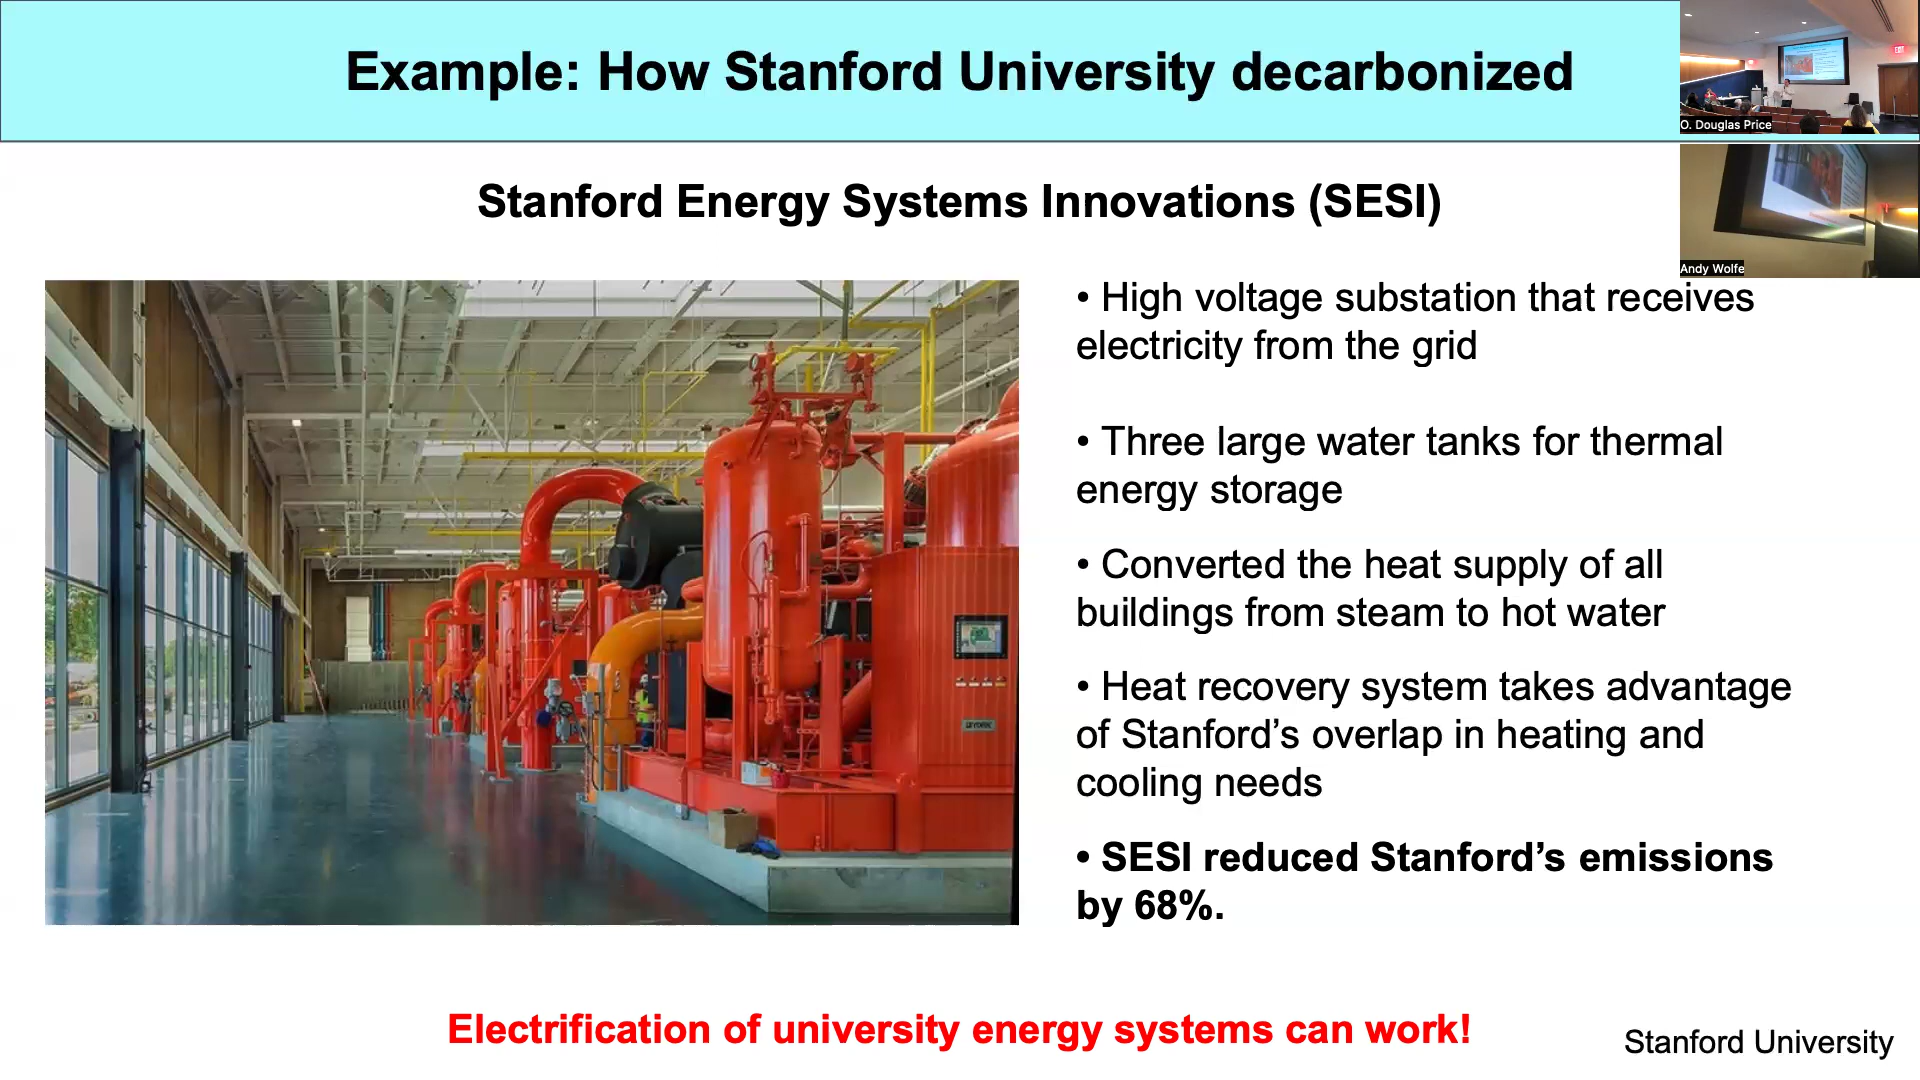 Example: How Stanford University decarbonized
O. Douglas Price
Andy Wolfe
Stanford Energy Systems Innovations (SESI)
• High voltage substation that receives
electricity from the grid
• Three large water tanks for thermal
energy storage
• Converted the heat supply of all
buildings from steam to hot water
• Heat recovery system takes advantage
of Stanford’s overlap in heating and
cooling needs
• SESI reduced Stanford’s emissions
by 68%.
YORK
Electrification of university energy systems can work!
Stanford University